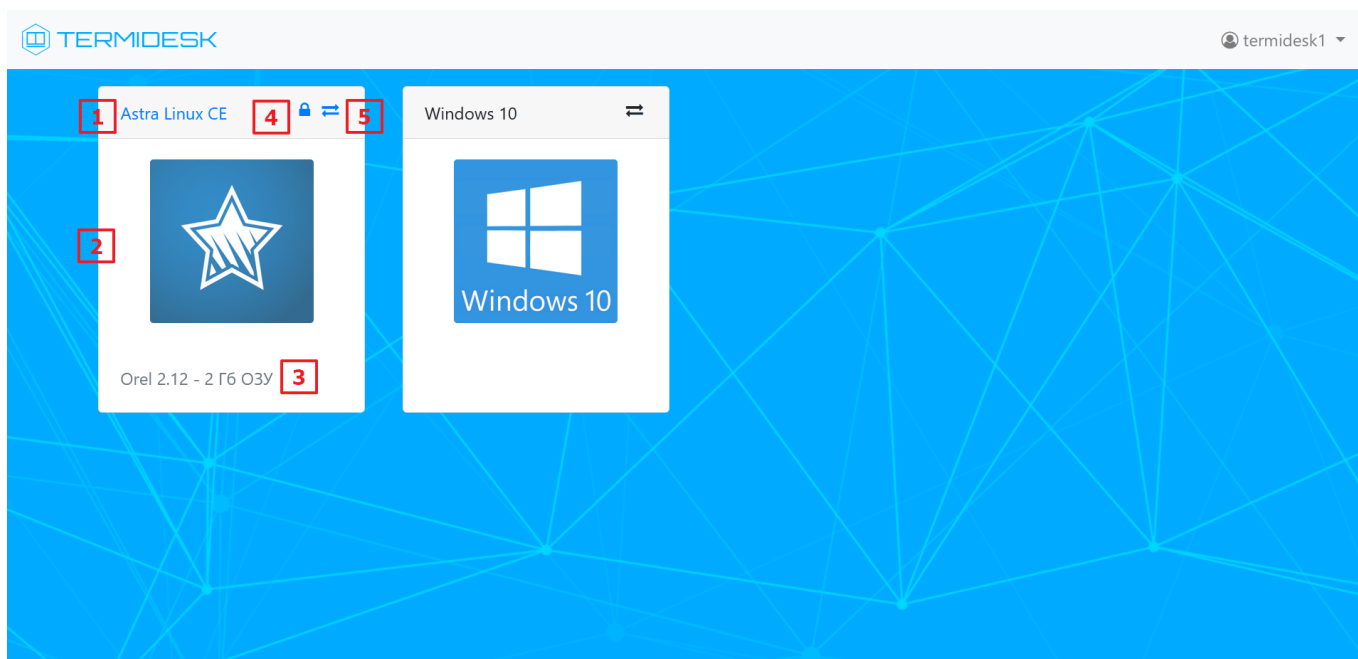 TERMIDESK
termidesk1
1 Astra Linux CE 4 5
Windows 10
2
Windows 10
Orel 2.12 - 2 Гб ОЗУ 3